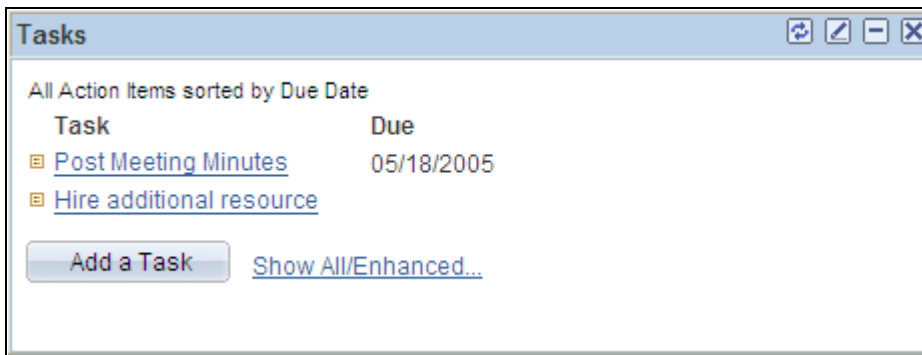 Tasks
All Action Items sorted by Due Date
Task Due
Post Meeting Minutes 05/18/2005
Hire additional resource
Add a Task Show All/Enhanced...